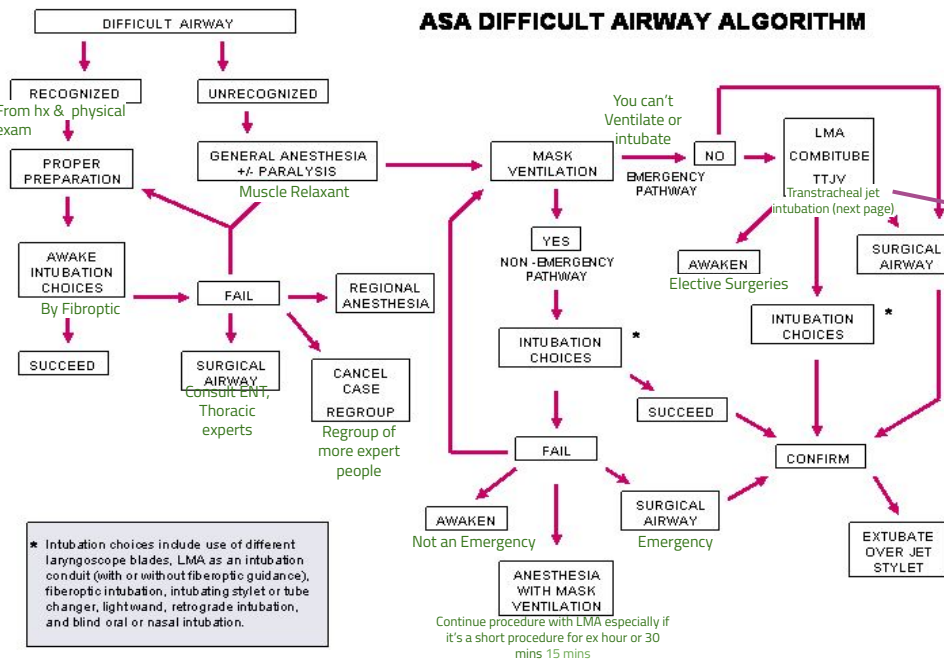 ASA DIFFICULT AIRWAY ALGORITHM
DIFFICULT AIRWAY
RECOGNIZED
From hx & physical
exam
UNRECOGNIZED
PROPER
PREPARATION
GENERAL ANESTHESIA
+/- PARALYSIS
Muscle Relaxant
MASK
VENTILATION
You can't
Ventilate or
intubate
NO
EMERGENCY
PATHWAY
LMA
COMBITUBE
TTJV
Transtracheal jet
intubation (next page)
AWAKE
INTUBATION
CHOICES
By Fibroptic
FAIL
REGIONAL
ANESTHESIA
YES
NON-EMERGENCY
PATHWAY
AWAKEN
Elective Surgeries
SURGICAL
AIRWAY
SUCCEED
SURGICAL
AIRWAY
Consult ENT,
Thoracic
experts
CANCEL
CASE
REGROUP
Regroup of
more expert
people
INTUBATION
CHOICES
*
INTUBATION
CHOICES
*
SUCCEED
FAIL
CONFIRM
AWAKEN
Not an Emergency
SURGICAL
AIRWAY
Emergency
ANESTHESIA
WITH MASK
VENTILATION
Continue procedure with LMA especially if
it's a short procedure for ex hour or 30
mins 15 mins
EXTUBATE
OVER JET
STYLET
* Intubation choices include use of different
laryngoscope blades, LMA as an intubation
conduit (with or without fiberoptic guidance),
fiberoptic intubation, intubating stylet or tube
changer, lightwand, retrograde intubation,
and blind oral or nasal intubation.